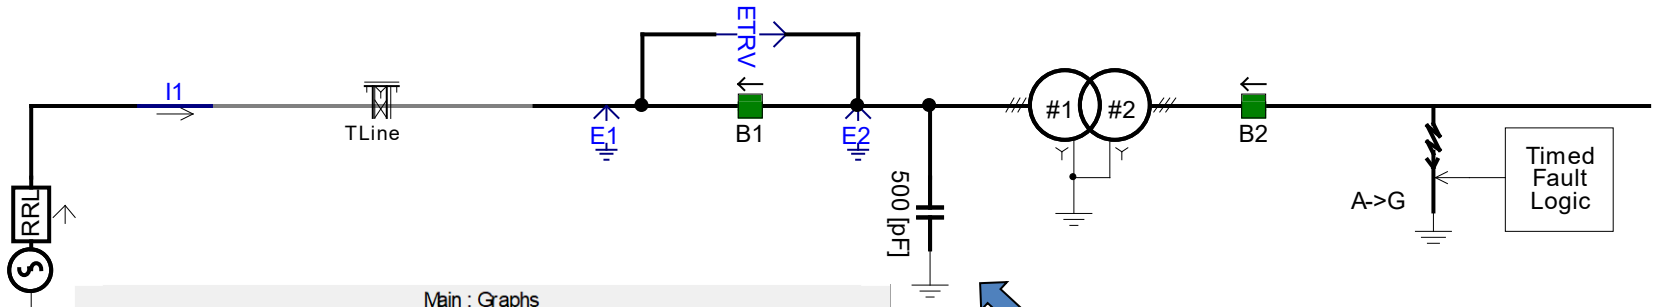 ETRV
I1
TLine
E1
B1
E2
#1
#2
B2
RRL
500 [pF]
A->G
Timed
Fault
Logic
Main : Graphs